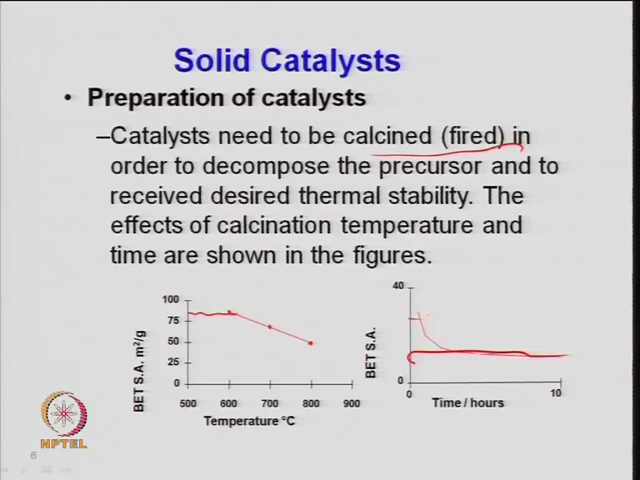 Solid Catalysts
• Preparation of catalysts
–Catalysts need to be calcined (fired) in
order to decompose the precursor and to
received desired thermal stability. The
effects of calcination temperature and
time are shown in the figures.
BET S.A. m²/g
100
75
50
25
0
500 600 700 800 900
Temperature °C
BET S.A.
40
0
0 10
Time / hours
NPTEL
6